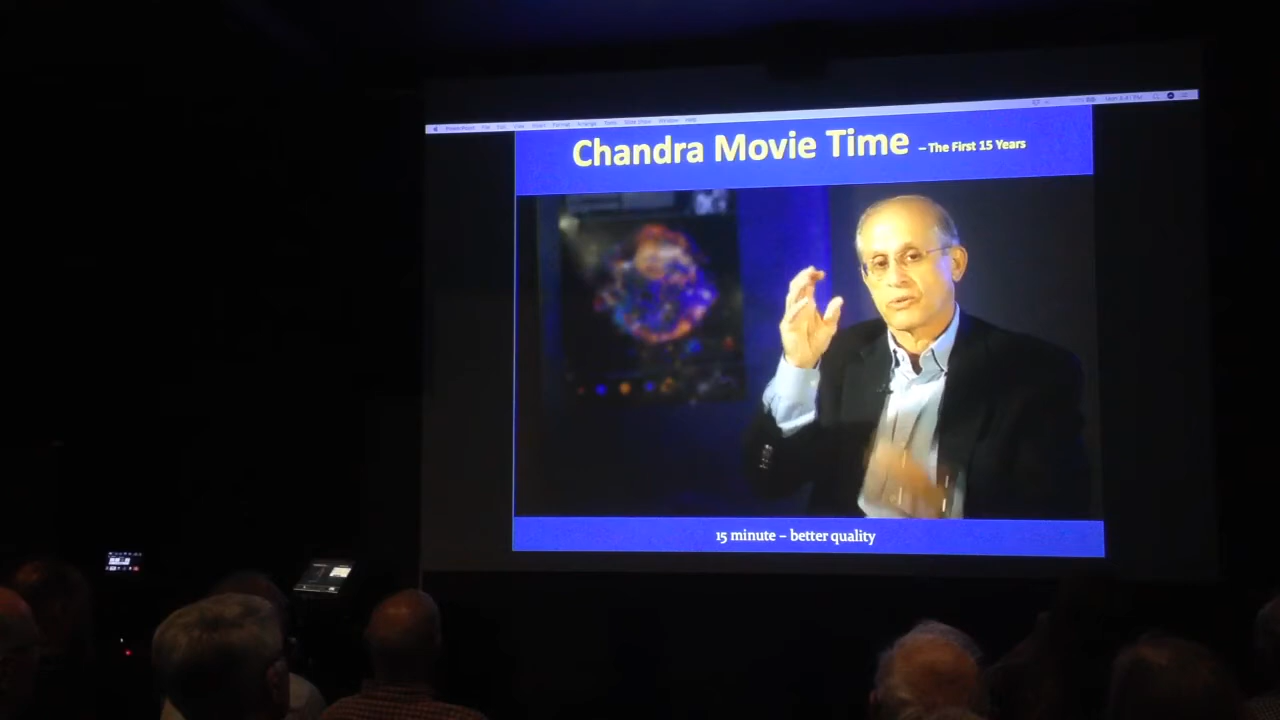 Chandra Movie Time – The First 15 Years
15 minute – better quality